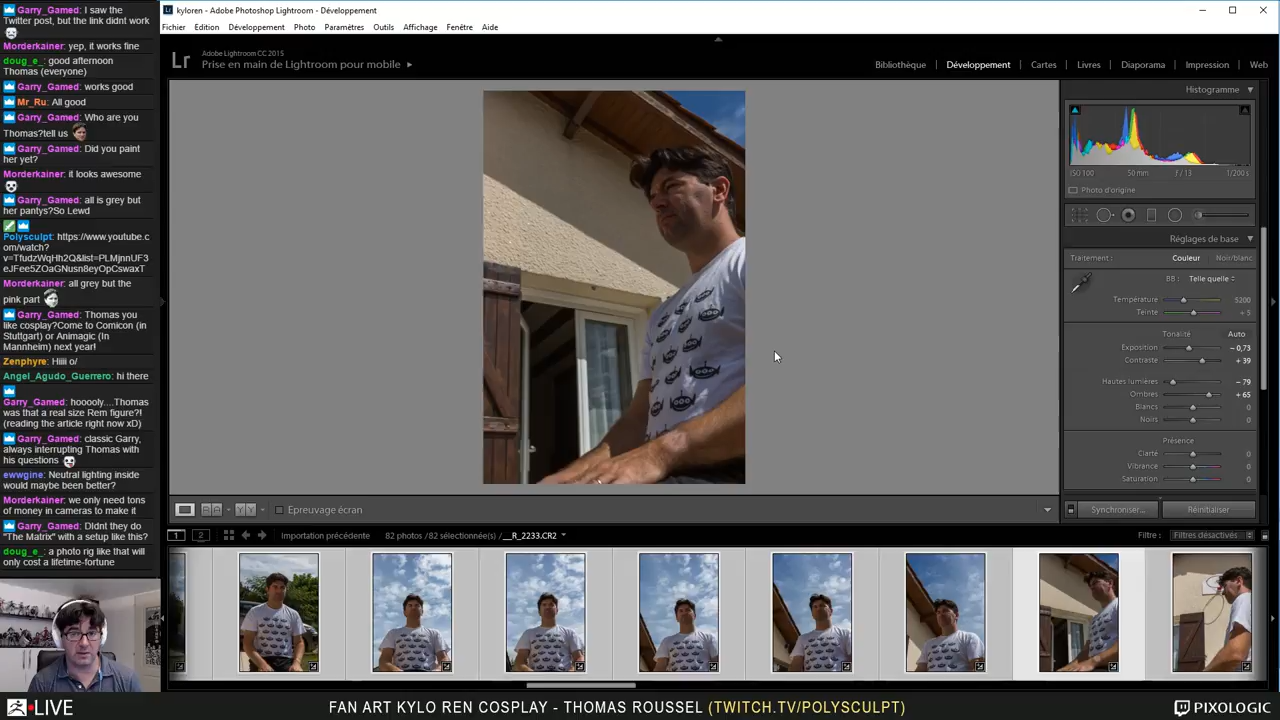 Garry_Gamed: I saw the
Twitter post, but the link didnt work
Morderkainer: yep, it works fine
doug_e_: good afternoon
Thomas (everyone)
Garry_Gamed: works good
Mr_Ru: All good
Garry_Gamed: Who are you
Thomas?tell us
Garry_Gamed: Did you paint
her yet?
Morderkainer: it looks awesome
Garry_Gamed: all is grey but
her pantys?So Lewd
Polysculpt: https://www.youtube.c
om/watch?
v=TfudzWqHh2Q&list=PLMjnnUF3
eJFee5ZOaGNusn8eyOpCswaxT
Morderkainer: all grey but the
pink part
Garry_Gamed: Thomas you
like cosplay?Come to Comicon (in
Stuttgart) or Animagic (In
Mannheim) next year!
Zenphyre: Hiiii o/
Angel_Agudo_Guerrero: hi there
Garry_Gamed: hooooly....Thomas
was that a real size Rem figure?!
(reading the article right now xD)
Garry_Gamed: classic Garry,
always interrupting Thomas with
his questions
ewwgine: Neutral lighting inside
would maybe been better?
Morderkainer: we only need tons
of money in cameras to make it
Garry_Gamed: DIdnt they do
"The Matrix" with a setup like this?
doug_e_: a photo rig like that will
only cost a lifetime-fortune
Lr kyloren - Adobe Photoshop Lightroom - Développement
Fichier Edition Développement Photo Paramètres Outils Affichage Fenêtre Aide
Lr Adobe Lightroom CC 2015
Prise en main de Lightroom pour mobile
Bibliothèque Développement Cartes Livres Diaporama Impression Web
Histogramme
ISO 100 50 mm ƒ / 13 1/200 s
Photo d'origine
Réglages de base
Traitement : Couleur Noir/blanc
BB : Telle quelle
Température 5200
Teinte + 5
Tonalité Auto
Exposition – 0,73
Contraste + 39
Hautes lumières – 79
Ombres + 65
Blancs 0
Noirs 0
Présence
Clarté 0
Vibrance 0
Saturation 0
Epreuvage écran
Synchroniser... Réinitialiser
1 2 Importation précédente 82 photos /82 sélectionnée(s) /__R_2233.CR2
Filtre : Filtres désactivés
LIVE
FAN ART KYLO REN COSPLAY - THOMAS ROUSSEL (TWITCH.TV/POLYSCULPT)
PIXOLOGIC